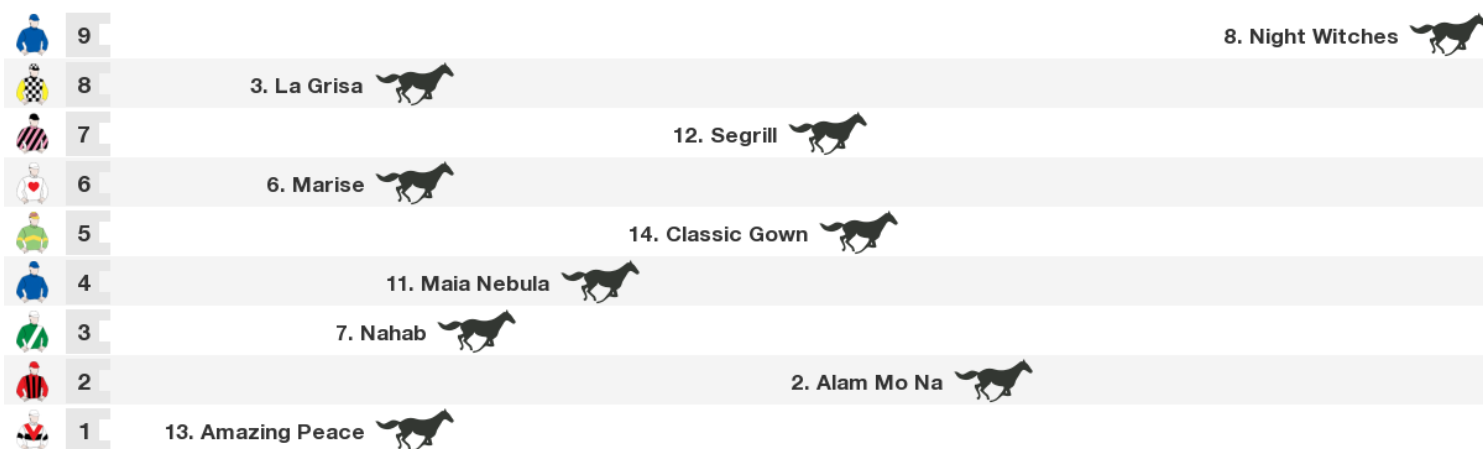 9 8. Night Witches
8 3. La Grisa
7 12. Segrill
6 6. Marise
5 14. Classic Gown
4 11. Maia Nebula
3 7. Nahab
2 2. Alam Mo Na
1 13. Amazing Peace